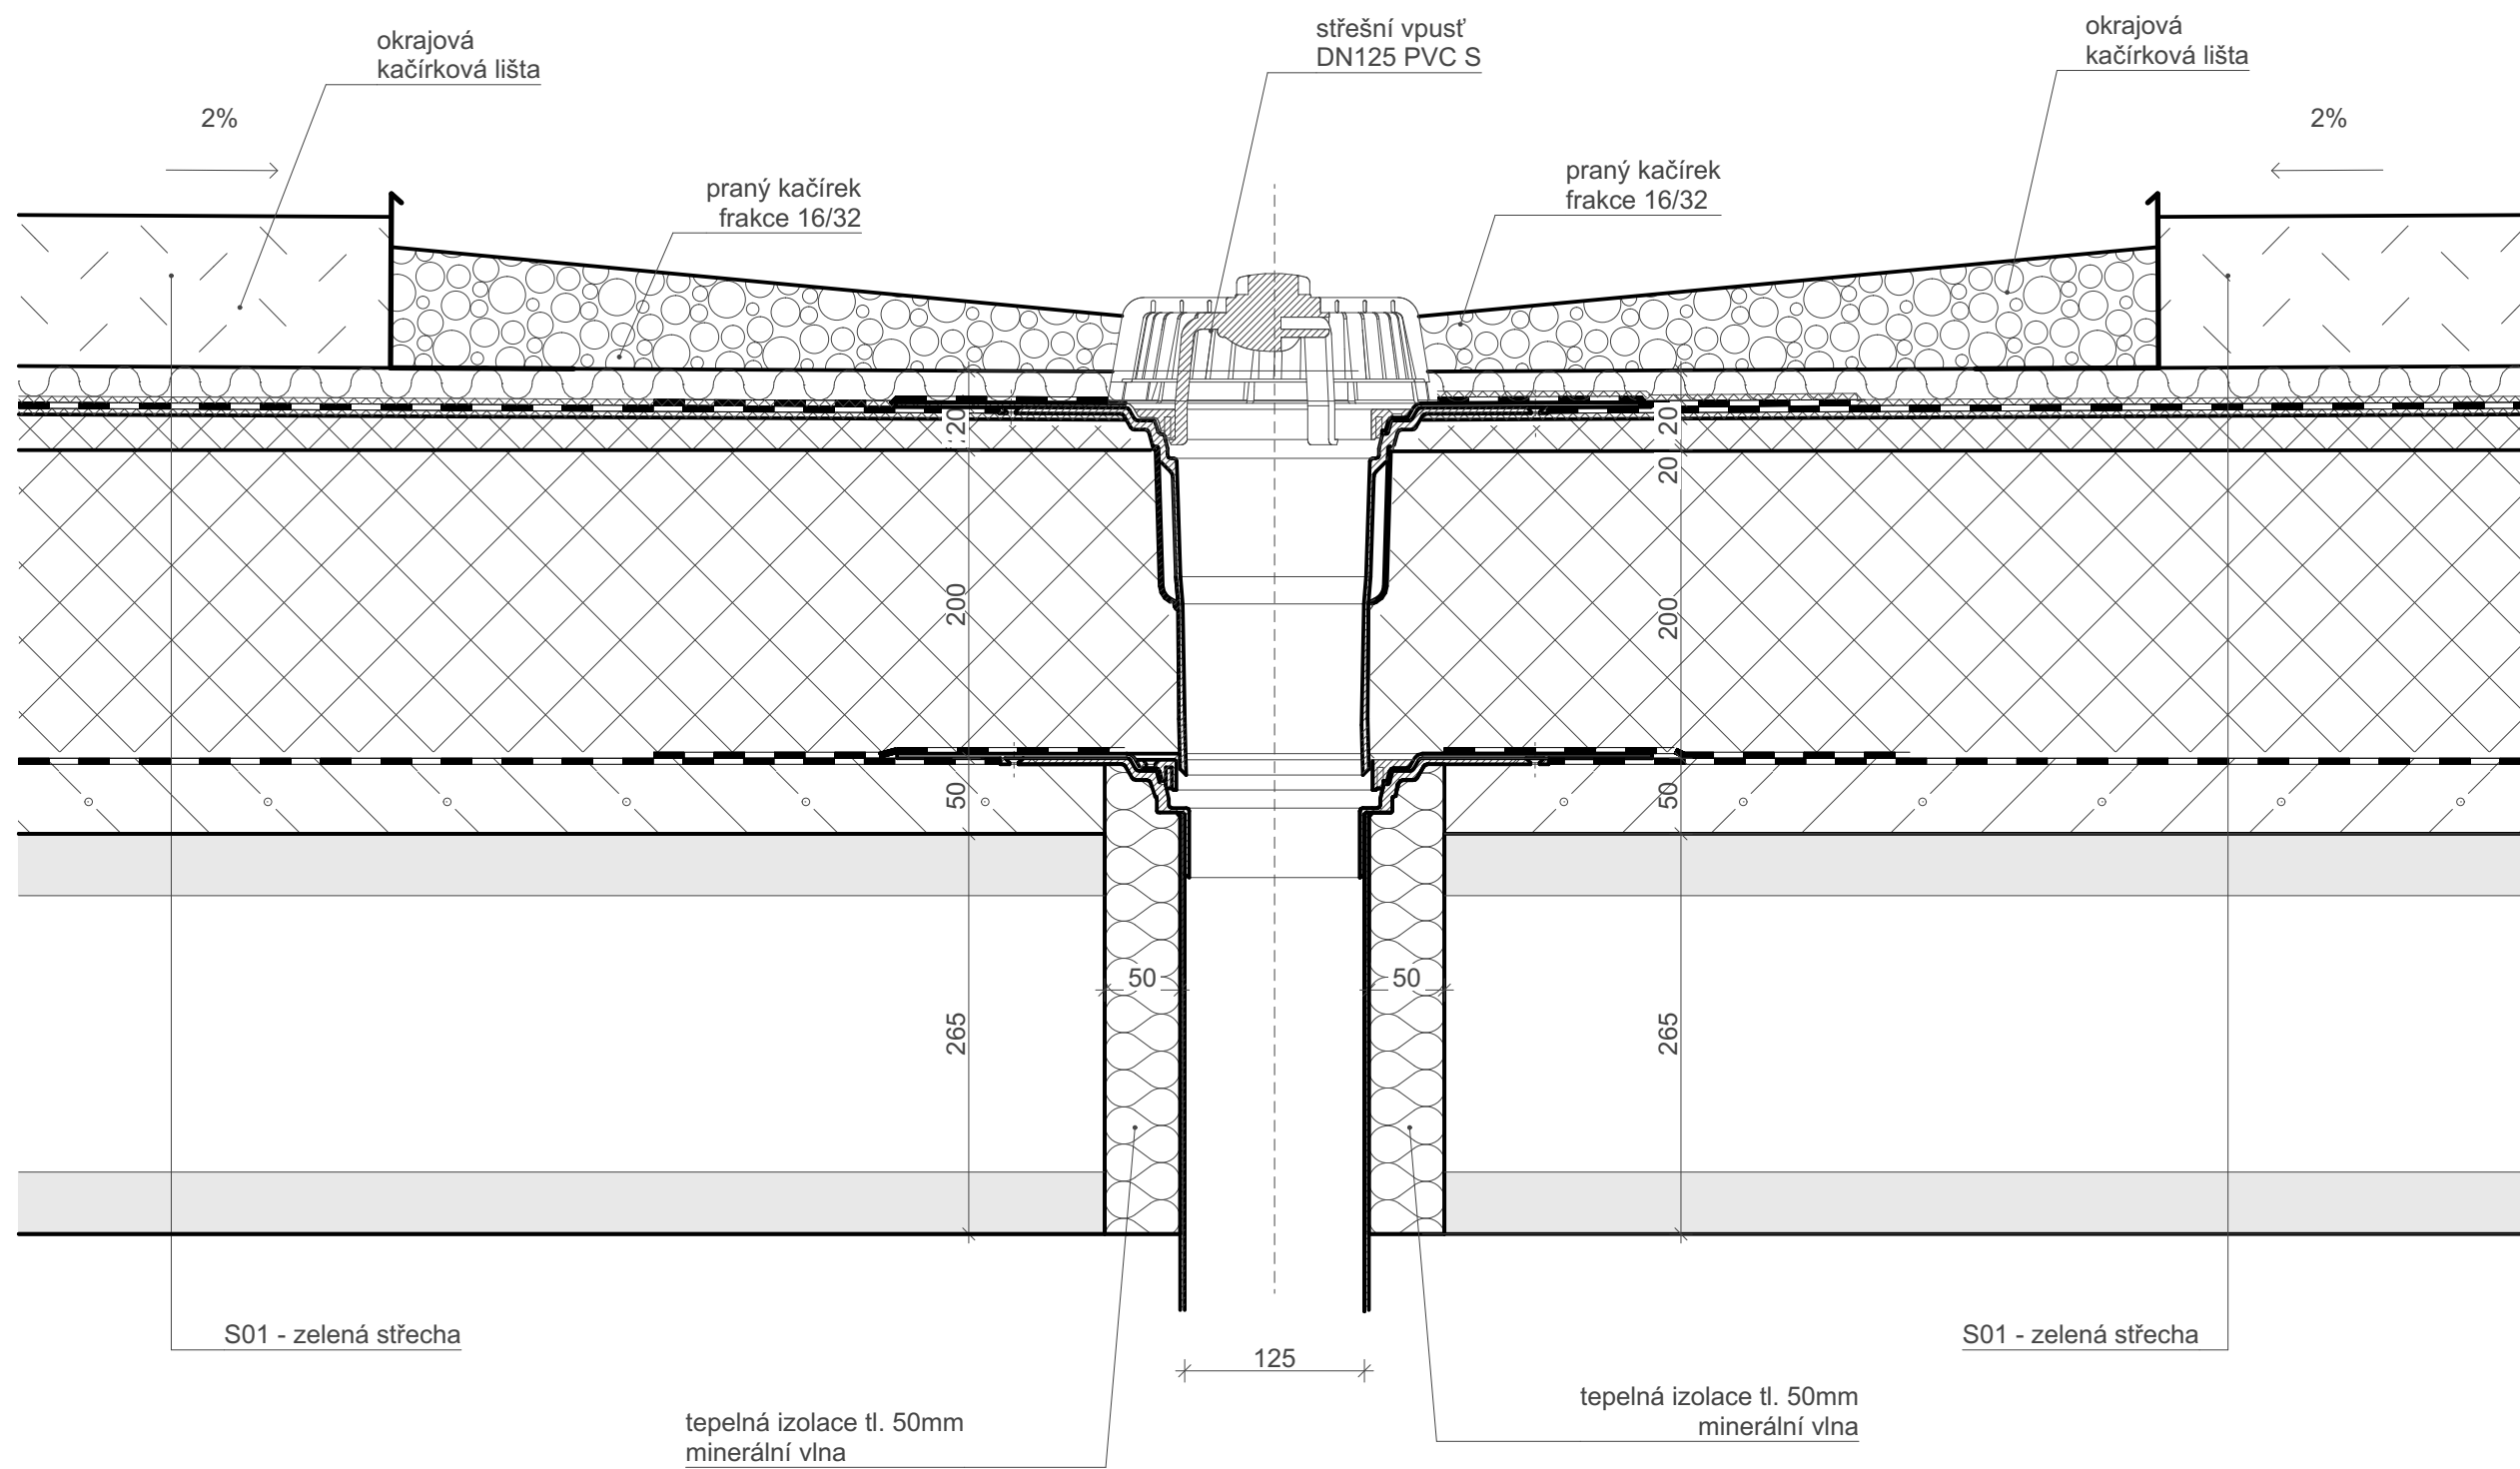 okrajová
kačírková lišta
střešní vpusť
DN125 PVC S
okrajová
kačírková lišta
2%
2%
praný kačírek
frakce 16/32
praný kačírek
frakce 16/32
20
20
20
200
200
50
50
50
50
265
265
S01 - zelená střecha
S01 - zelená střecha
125
tepelná izolace tl. 50mm
minerální vlna
tepelná izolace tl. 50mm
minerální vlna